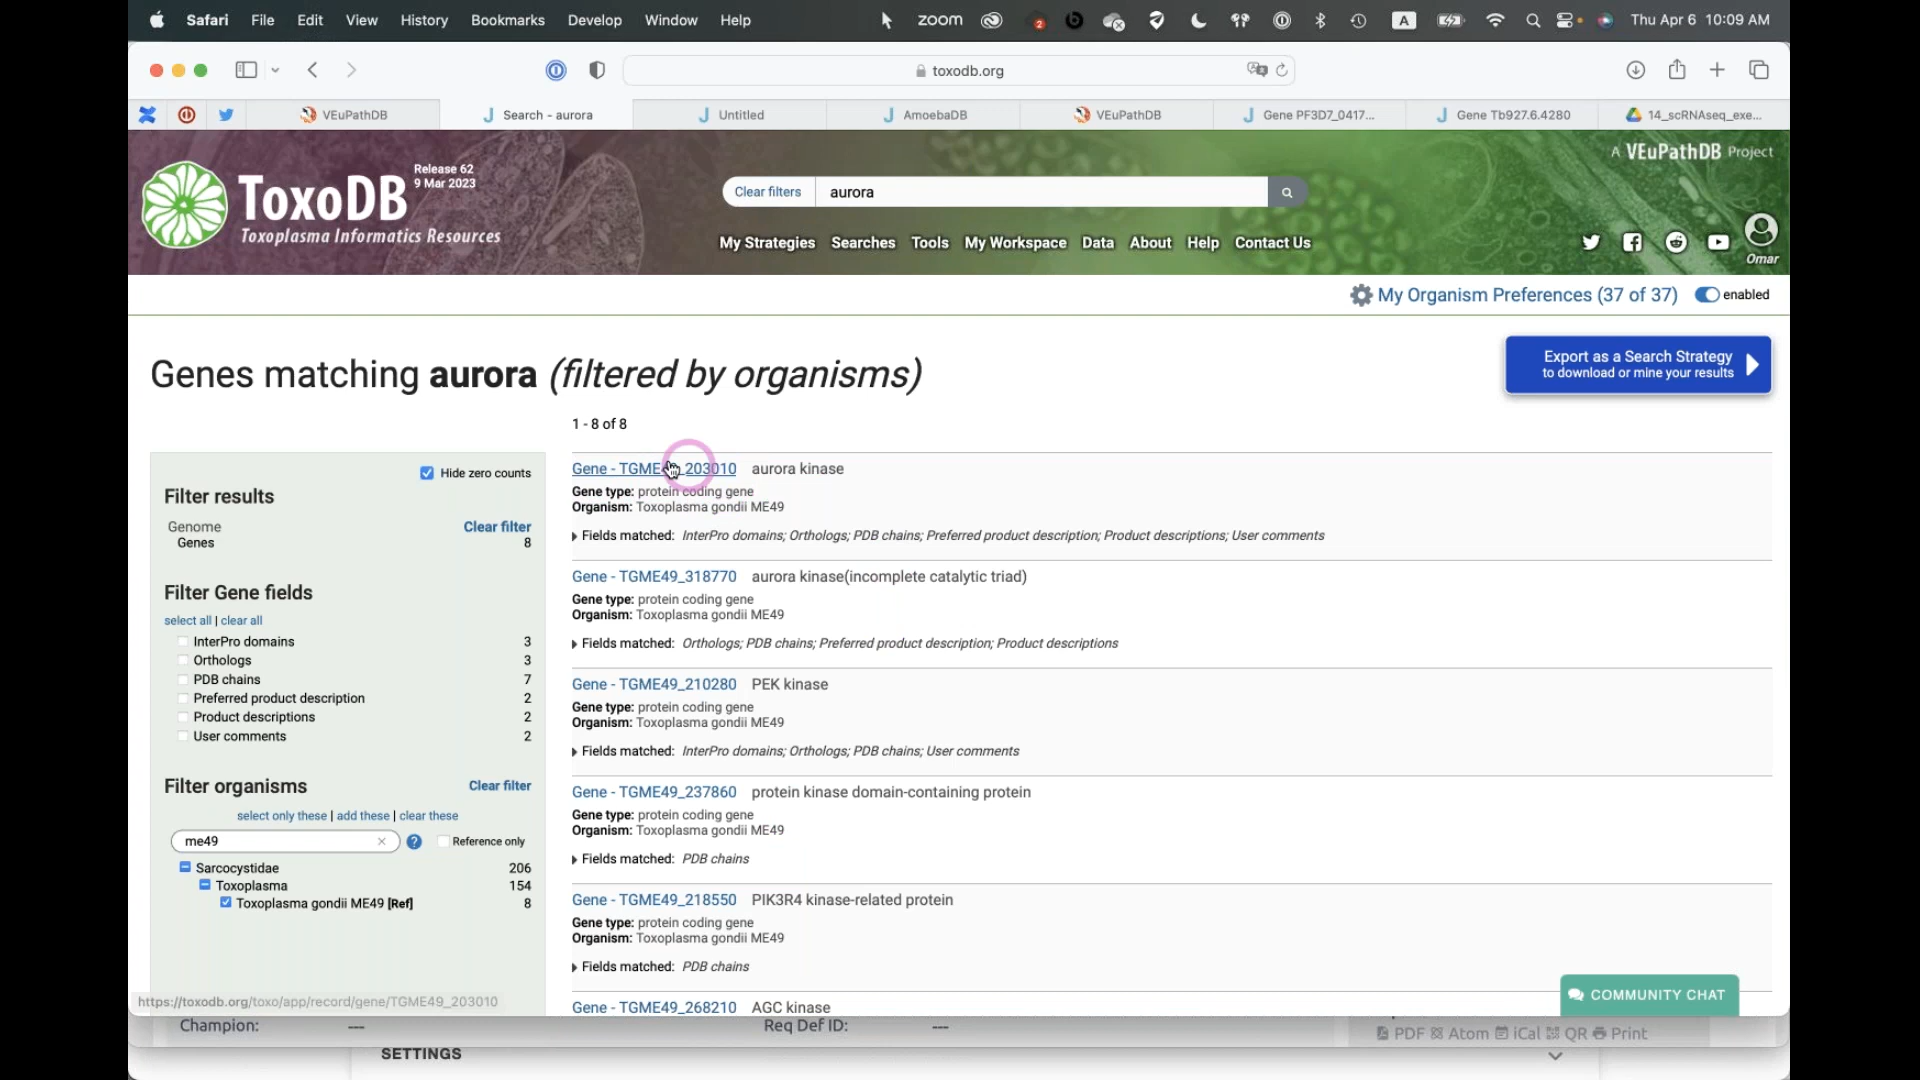 Safari File Edit View History Bookmarks Develop Window Help zoom 2 A Thu Apr 6 10:09 AM
toxodb.org
VEuPathDB Search - aurora Untitled AmoebaDB VEuPathDB Gene PF3D7_0417... Gene Tb927.6.4280 14_scRNAseq_exe...
A VEuPathDB Project
ToxoDB
Release 62
9 Mar 2023
Toxoplasma Informatics Resources
Clear filters aurora
My Strategies Searches Tools My Workspace Data About Help Contact Us
Omar
My Organism Preferences (37 of 37) enabled
Genes matching aurora (filtered by organisms)
Export as a Search Strategy
to download or mine your results
1 - 8 of 8
Hide zero counts
Filter results
Genome Clear filter
Genes 8
Filter Gene fields
select all | clear all
InterPro domains 3
Orthologs 3
PDB chains 7
Preferred product description 2
Product descriptions 2
User comments 2
Filter organisms Clear filter
select only these | add these | clear these
me49 × ? Reference only
Sarcocystidae 206
Toxoplasma 154
Toxoplasma gondii ME49 [Ref] 8
Gene - TGME49_203010 aurora kinase
Gene type: protein coding gene
Organism: Toxoplasma gondii ME49
Fields matched: InterPro domains; Orthologs; PDB chains; Preferred product description; Product descriptions; User comments
Gene - TGME49_318770 aurora kinase(incomplete catalytic triad)
Gene type: protein coding gene
Organism: Toxoplasma gondii ME49
Fields matched: Orthologs; PDB chains; Preferred product description; Product descriptions
Gene - TGME49_210280 PEK kinase
Gene type: protein coding gene
Organism: Toxoplasma gondii ME49
Fields matched: InterPro domains; Orthologs; PDB chains; User comments
Gene - TGME49_237860 protein kinase domain-containing protein
Gene type: protein coding gene
Organism: Toxoplasma gondii ME49
Fields matched: PDB chains
Gene - TGME49_218550 PIK3R4 kinase-related protein
Gene type: protein coding gene
Organism: Toxoplasma gondii ME49
Fields matched: PDB chains
Gene - TGME49_268210 AGC kinase
COMMUNITY CHAT
https://toxodb.org/toxo/app/record/gene/TGME49_203010
Champion: --- Req Def ID: ---
PDF Atom iCal QR Print
SETTINGS